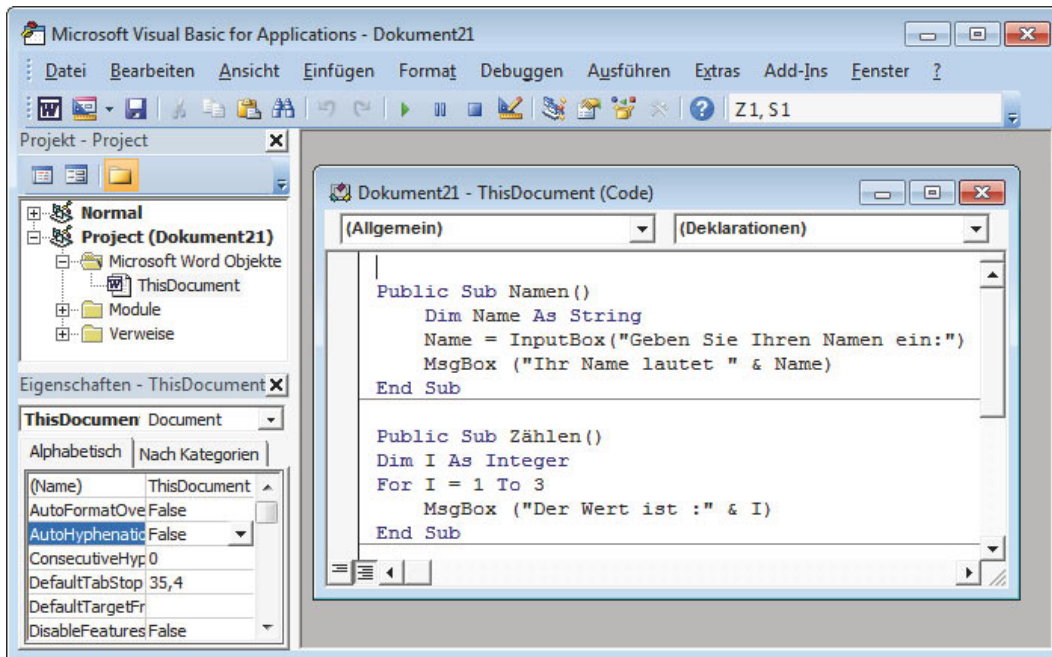 Microsoft Visual Basic for Applications - Dokument21
Datei Bearbeiten Ansicht Einfügen Format Debuggen Ausführen Extras Add-Ins Fenster ?
Z1, S1
Projekt - Project
Normal
Project (Dokument21)
Microsoft Word Objekte
ThisDocument
Module
Verweise
Eigenschaften - ThisDocument
ThisDocumen Document
Alphabetisch Nach Kategorien
(Name) ThisDocument
AutoFormatOve False
AutoHyphenatic False
ConsecutiveHyp 0
DefaultTabStop 35,4
DefaultTargetFr
DisableFeatures False
Dokument21 - ThisDocument (Code)
(Allgemein) (Deklarationen)
Public Sub Namen()
Dim Name As String
Name = InputBox("Geben Sie Ihren Namen ein:")
MsgBox ("Ihr Name lautet " & Name)
End Sub
Public Sub Zählen()
Dim I As Integer
For I = 1 To 3
MsgBox ("Der Wert ist :" & I)
End Sub